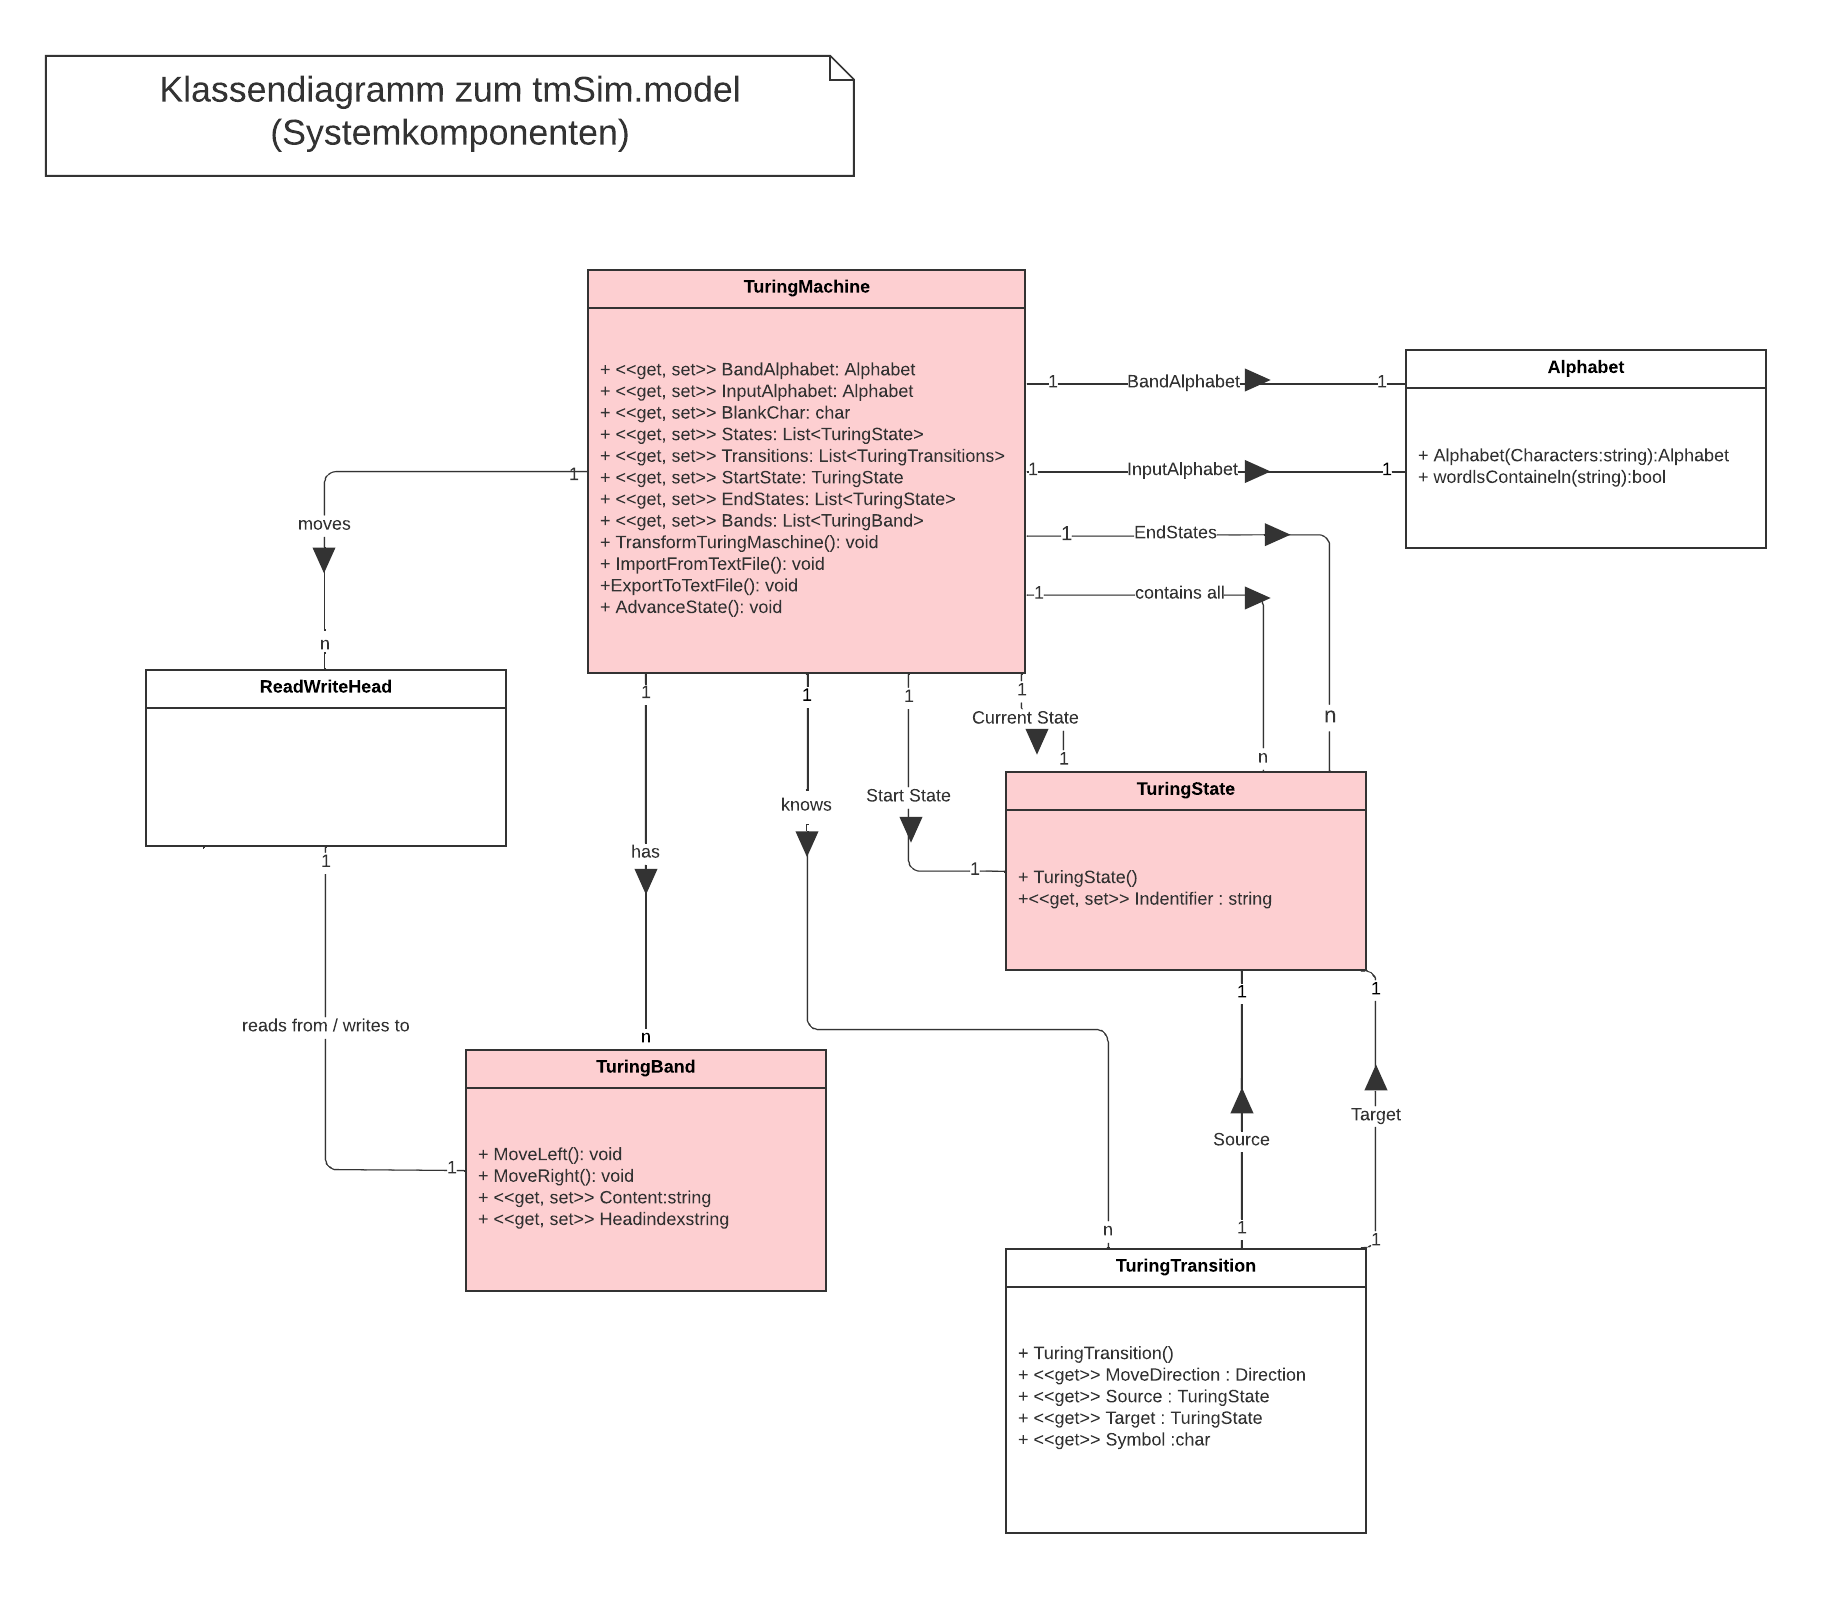 Klassendiagramm zum tmSim.model
(Systemkomponenten)
TuringMachine
+ <<get, set>> BandAlphabet: Alphabet
+ <<get, set>> InputAlphabet: Alphabet
+ <<get, set>> BlankChar: char
+ <<get, set>> States: List<TuringState>
+ <<get, set>> Transitions: List<TuringTransitions>
+ <<get, set>> StartState: TuringState
+ <<get, set>> EndStates: List<TuringState>
+ <<get, set>> Bands: List<TuringBand>
+ TransformTuringMaschine(): void
+ ImportFromTextFile(): void
+ExportToTextFile(): void
+ AdvanceState(): void
1
BandAlphabet
1
1
InputAlphabet
1
1
EndStates
n
1
contains all
n
Alphabet
+ Alphabet(Characters:string):Alphabet
+ wordIsContaineIn(string):bool
1
moves
n
ReadWriteHead
1
reads from / writes to
1
1
has
n
1
knows
n
1
Start State
1
1
Current State
1
TuringState
+ TuringState()
+<<get, set>> Indentifier : string
1
Source
1
1
Target
1
TuringBand
+ MoveLeft(): void
+ MoveRight(): void
+ <<get, set>> Content:string
+ <<get, set>> Headindexstring
TuringTransition
+ TuringTransition()
+ <<get>> MoveDirection : Direction
+ <<get>> Source : TuringState
+ <<get>> Target : TuringState
+ <<get>> Symbol :char